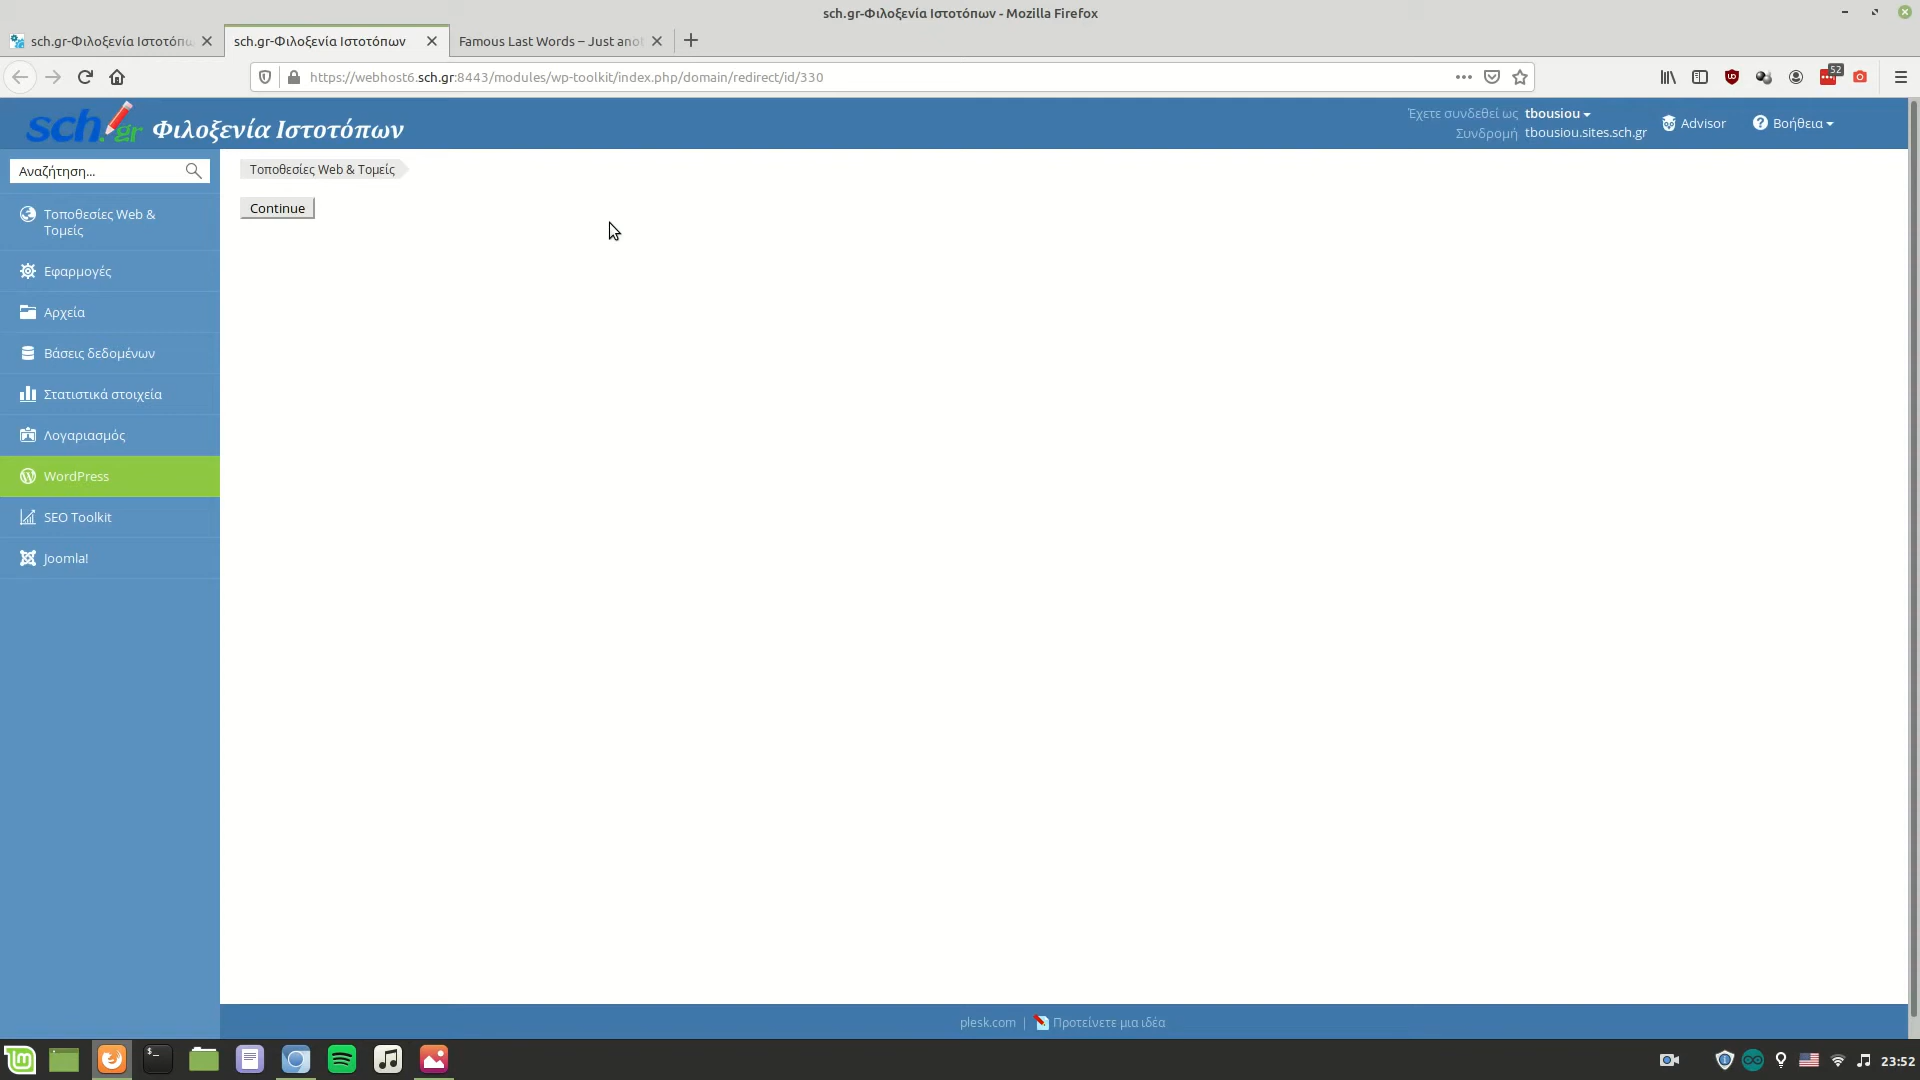 sch.gr-Φιλοξενία Ιστοτόπων - Mozilla Firefox
sch.gr-Φιλοξενία Ιστοτόπω
sch.gr-Φιλοξενία Ιστοτόπων
Famous Last Words – Just ano
https://webhost6.sch.gr:8443/modules/wp-toolkit/index.php/domain/redirect/id/330
52
sch.gr Φιλοξενία Ιστοτόπων
Έχετε συνδεθεί ως tbousiou
Συνδρομή tbousiou.sites.sch.gr
Advisor
Βοήθεια
Αναζήτηση...
Τοποθεσίες Web &
Τομείς
Εφαρμογές
Αρχεία
Βάσεις δεδομένων
Στατιστικά στοιχεία
Λογαριασμός
WordPress
SEO Toolkit
Joomla!
Τοποθεσίες Web & Τομείς
Continue
plesk.com | Προτείνετε μια ιδέα
23:52